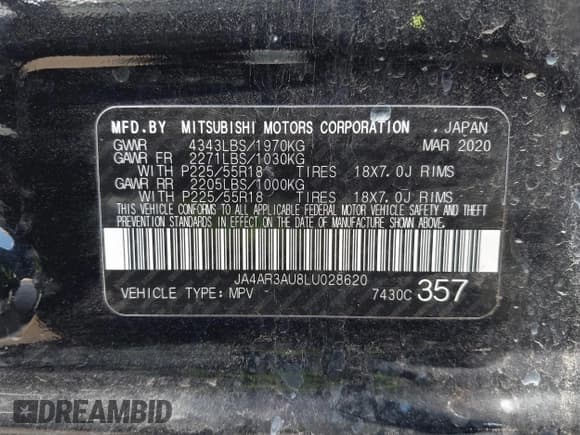 MFD.BY MITSUBISHI MOTORS CORPORATION . JAPAN
GVWR 4343LBS/1970KG MAR 2020
GAWR FR 2271LBS/1030KG
WITH P225/55R18 TIRES 18X7.0J RIMS
GAWR RR 2205LBS/1000KG
WITH P225/55R18 TIRES 18X7.0J RIMS
THIS VEHICLE CONFORMS TO ALL APPLICABLE FEDERAL MOTOR VEHICLE SAFETY AND THEFT
PREVENTION STANDARDS IN EFFECT ON THE DATE OF MANUFACTURE SHOWN ABOVE.
JA4AR3AU8LU028620
VEHICLE TYPE: MPV 7430C 357
DREAMBID